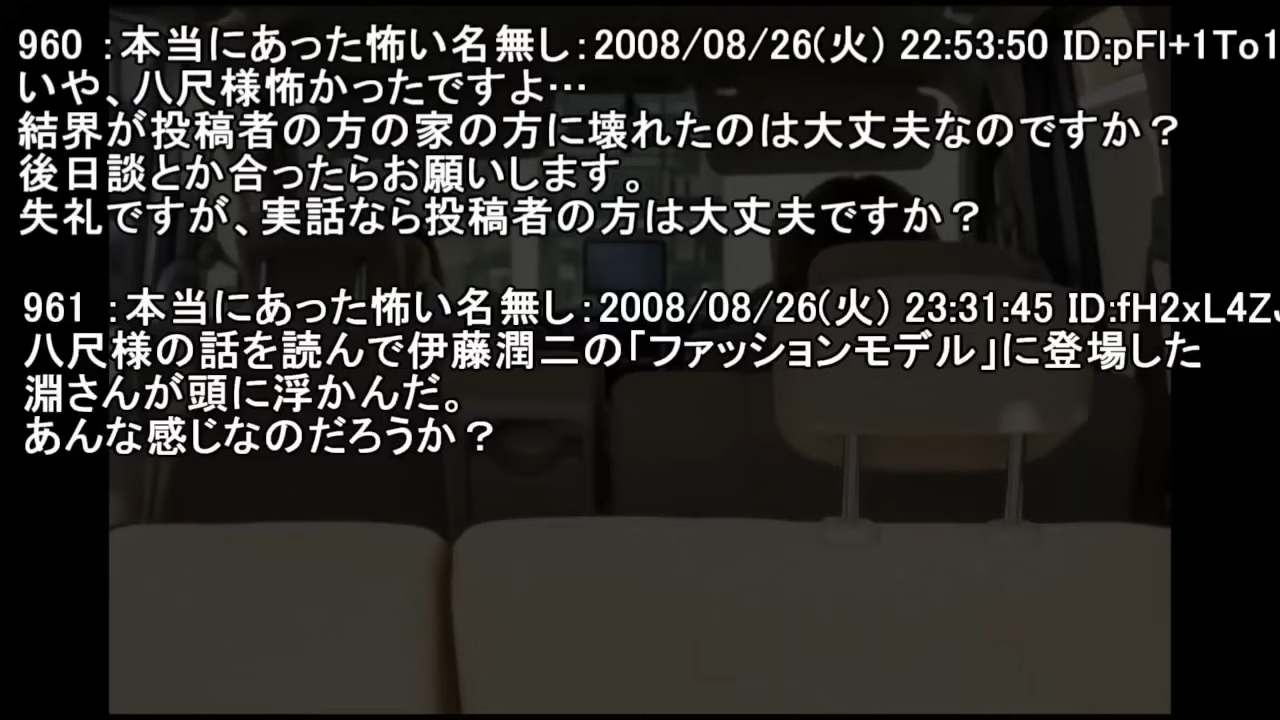 960 :本当にあった怖い名無し:2008/08/26(火) 22:53:50 ID:pFl+1To1
いや、八尺様怖かったですよ…
結界が投稿者の方の家の方に壊れたのは大丈夫なのですか？
後日談とか合ったらお願いします。
失礼ですが、実話なら投稿者の方は大丈夫ですか？
961 :本当にあった怖い名無し:2008/08/26(火) 23:31:45 ID:fH2xL4ZJ
八尺様の話を読んで伊藤潤二の「ファッションモデル」に登場した
淵さんが頭に浮かんだ。
あんな感じなのだろうか？